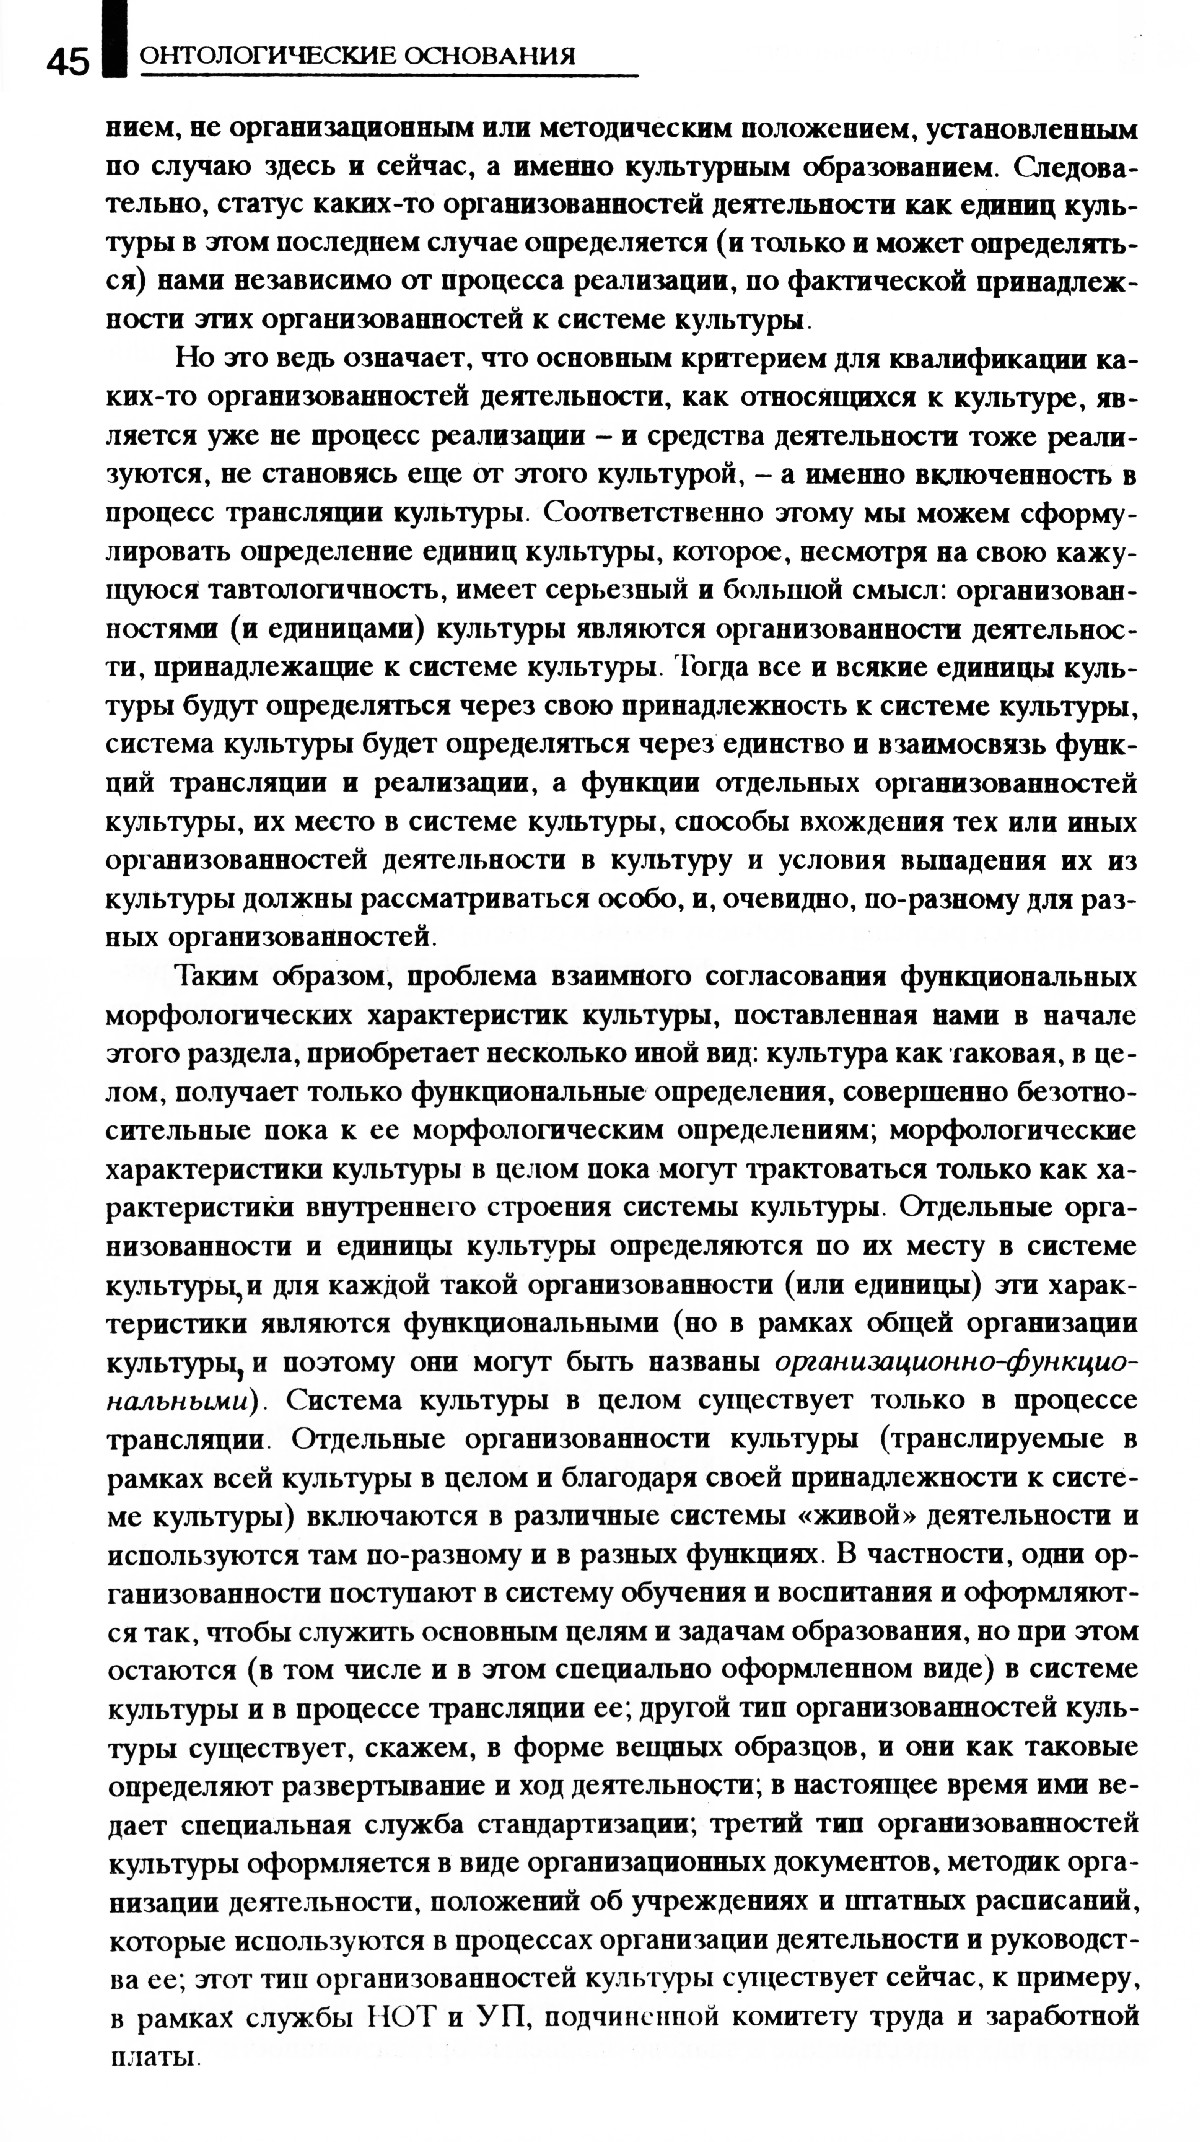 45 ОНТОЛОГИЧЕСКИЕ ОСНОВАНИЯ
нием, не организационным или методическим положением, установленным
по случаю здесь и сейчас, а именно культурным образованием. Следова-
тельно, статус каких-то организованностей деятельности как единиц куль-
туры в этом последнем случае определяется (и только и может определять-
ся) нами независимо от процесса реализации, по фактической принадлеж-
ности этих организованностей к системе культуры.
Но это ведь означает, что основным критерием для квалификации ка-
ких-то организованностей деятельности, как относящихся к культуре, яв-
ляется уже не процесс реализации – и средства деятельности тоже реали-
зуются, не становясь еще от этого культурой, – а именно включенность в
процесс трансляции культуры. Соответственно этому мы можем сформу-
лировать определение единиц культуры, которое, несмотря на свою кажу-
щуюся тавтологичность, имеет серьезный и большой смысл: организован-
ностями (и единицами) культуры являются организованности деятельнос-
ти, принадлежащие к системе культуры. Тогда все и всякие единицы куль-
туры будут определяться через свою принадлежность к системе культуры,
система культуры будет определяться через единство и взаимосвязь функ-
ций трансляции и реализации, а функции отдельных организованностей
культуры, их место в системе культуры, способы вхождения тех или иных
организованностей деятельности в культуру и условия выпадения их из
культуры должны рассматриваться особо, и, очевидно, по-разному для раз-
ных организованностей.
Таким образом, проблема взаимного согласования функциональных
морфологических характеристик культуры, поставленная нами в начале
этого раздела, приобретает несколько иной вид: культура как таковая, в це-
лом, получает только функциональные определения, совершенно безотно-
сительные пока к ее морфологическим определениям; морфологические
характеристики культуры в целом пока могут трактоваться только как ха-
рактеристики внутреннего строения системы культуры. Отдельные орга-
низованности и единицы культуры определяются по их месту в системе
культуры, и для каждой такой организованности (или единицы) эти харак-
теристики являются функциональными (но в рамках общей организации
культуры, и поэтому они могут быть названы организационно-функцио-
нальными). Система культуры в целом существует только в процессе
трансляции. Отдельные организованности культуры (транслируемые в
рамках всей культуры в целом и благодаря своей принадлежности к систе-
ме культуры) включаются в различные системы «живой» деятельности и
используются там по-разному и в разных функциях. В частности, одни ор-
ганизованности поступают в систему обучения и воспитания и оформляют-
ся так, чтобы служить основным целям и задачам образования, но при этом
остаются (в том числе и в этом специально оформленном виде) в системе
культуры и в процессе трансляции ее; другой тип организованностей куль-
туры существует, скажем, в форме вещных образцов, и они как таковые
определяют развертывание и ход деятельности; в настоящее время ими ве-
дает специальная служба стандартизации; третий тип организованностей
культуры оформляется в виде организационных документов, методик орга-
низации деятельности, положений об учреждениях и штатных расписаний,
которые используются в процессах организации деятельности и руководст-
ва ее; этот тип организованностей культуры существует сейчас, к примеру,
в рамках службы НОТ и УП, подчиненной комитету труда и заработной
платы.